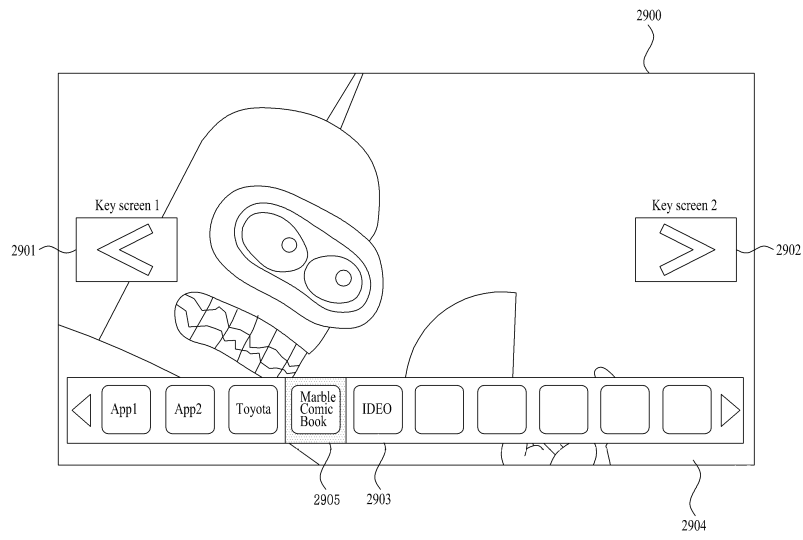 2900
Key screen 1
Key screen 2
2901
2902
App1
App2
Toyota
Marble
Comic
Book
IDEO
2905
2903
2904